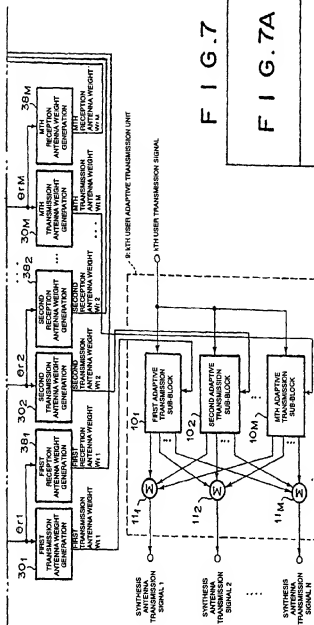 θr1
θr2
θrM
30₁
FIRST
TRANSMISSION
ANTENNA WEIGHT
GENERATION
38₁
FIRST
RECEPTION
ANTENNA WEIGHT
GENERATION
30₂
SECOND
TRANSMISSION
ANTENNA WEIGHT
GENERATION
38₂
SECOND
RECEPTION
ANTENNA WEIGHT
GENERATION
...
30M
MTH
TRANSMISSION
ANTENNA WEIGHT
GENERATION
38M
MTH
RECEPTION
ANTENNA WEIGHT
GENERATION
FIRST
TRANSMISSION
ANTENNA WEIGHT
Wt 1
FIRST
RECEPTION
ANTENNA WEIGHT
Wr 1
SECOND
TRANSMISSION
ANTENNA WEIGHT
Wt 2
SECOND
RECEPTION
ANTENNA WEIGHT
Wr 2
...
MTH
TRANSMISSION
ANTENNA WEIGHT
Wt M
MTH
RECEPTION
ANTENNA WEIGHT
Wr M
9: kTH USER ADAPTIVE TRANSMISSION UNIT
kTH USER TRANSMISSION SIGNAL
10₁
FIRST ADAPTIVE
TRANSMISSION
SUB-BLOCK
10₂
SECOND ADAPTIVE
TRANSMISSION
SUB-BLOCK
10M
MTH ADAPTIVE
TRANSMISSION
SUB-BLOCK
11₁
Σ
11₂
Σ
11M
Σ
SYNTHESIS
ANTENNA
TRANSMISSION
SIGNAL 1
SYNTHESIS
ANTENNA
TRANSMISSION
SIGNAL 2
SYNTHESIS
ANTENNA
TRANSMISSION
SIGNAL N
FIG.7
FIG.7A